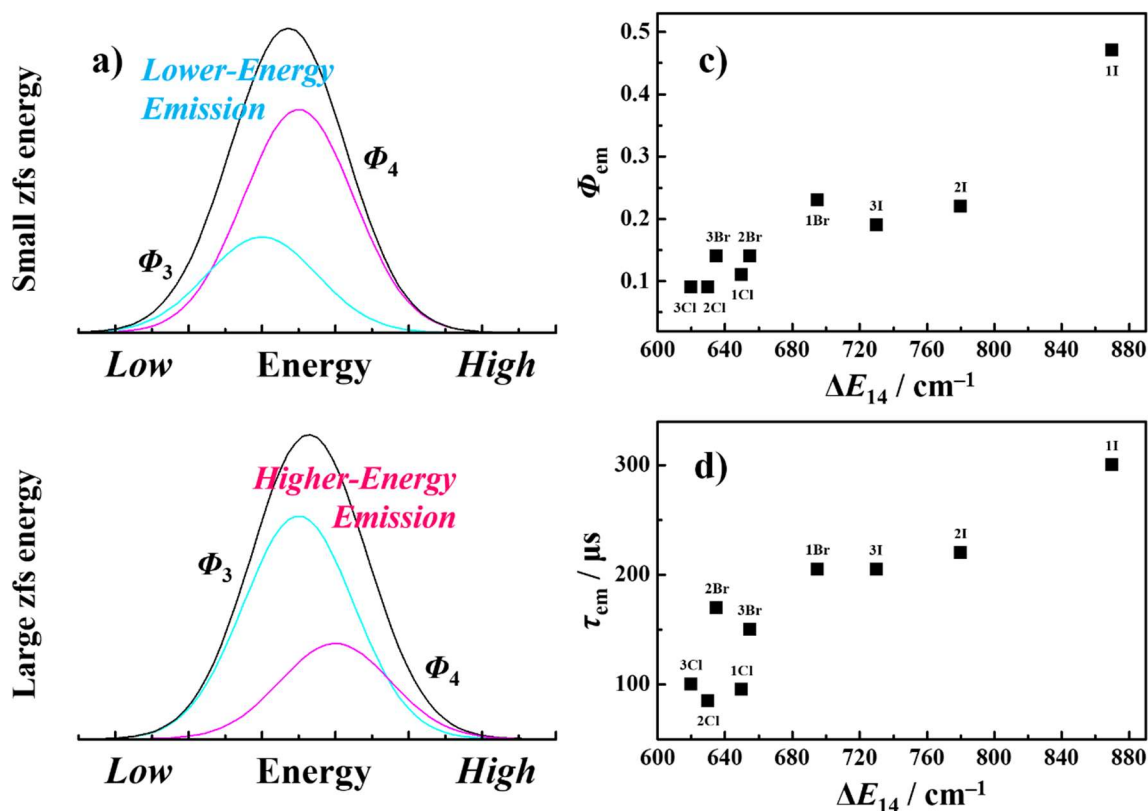 Small zfs energy
a)
Lower-Energy
Emission
Φ3
Φ4
Low
Energy
High
Large zfs energy
Higher-Energy
Emission
Φ3
Φ4
Low
Energy
High
c)
Φem
0.5
0.4
0.3
0.2
0.1
1I
2I
3I
1Br
3Br
2Br
3Cl
2Cl
1Cl
600
640
680
720
760
800
840
880
ΔE14 / cm–1
d)
τem / μs
300
200
100
1I
1Br
3I
2I
2Br
3Br
3Cl
1Cl
2Cl
600
640
680
720
760
800
840
880
ΔE14 / cm–1